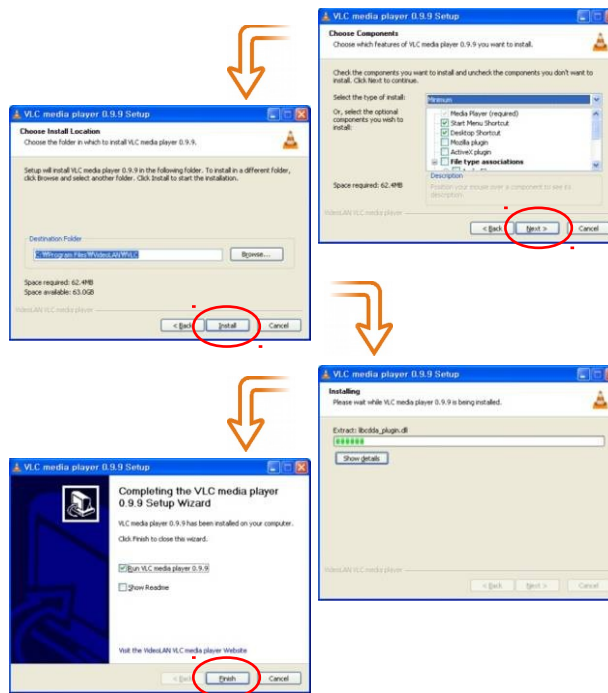 VLC media player 0.9.9 Setup
Choose Components
Choose which features of VLC media player 0.9.9 you want to install.
Check the components you want to install and uncheck the components you don't want to
install. Click Next to continue.
Select the type of install:
Minimum
Or, select the optional
components you wish to
install:
Media Player (required)
Start Menu Shortcut
Desktop Shortcut
Mozilla plugin
ActiveX plugin
File type associations
Space required: 62.4MB
Description
Position your mouse over a component to see its
description.
VideoLAN VLC media player
< Back
Next >
Cancel
VLC media player 0.9.9 Setup
Choose Install Location
Choose the folder in which to install VLC media player 0.9.9.
Setup will install VLC media player 0.9.9 in the following folder. To install in a different folder,
click Browse and select another folder. Click Install to start the installation.
Destination Folder
C:₩Program Files₩VideoLAN₩VLC
Browse...
Space required: 62.4MB
Space available: 63.0GB
VideoLAN VLC media player
< Back
Install
Cancel
VLC media player 0.9.9 Setup
Installing
Please wait while VLC media player 0.9.9 is being installed.
Extract: libcdda_plugin.dll
Show details
VideoLAN VLC media player
< Back
Next >
Cancel
VLC media player 0.9.9 Setup
Completing the VLC media player
0.9.9 Setup Wizard
VLC media player 0.9.9 has been installed on your computer.
Click Finish to close this wizard.
Run VLC media player 0.9.9
Show Readme
Visit the VideoLAN VLC media player Website
< Back
Finish
Cancel